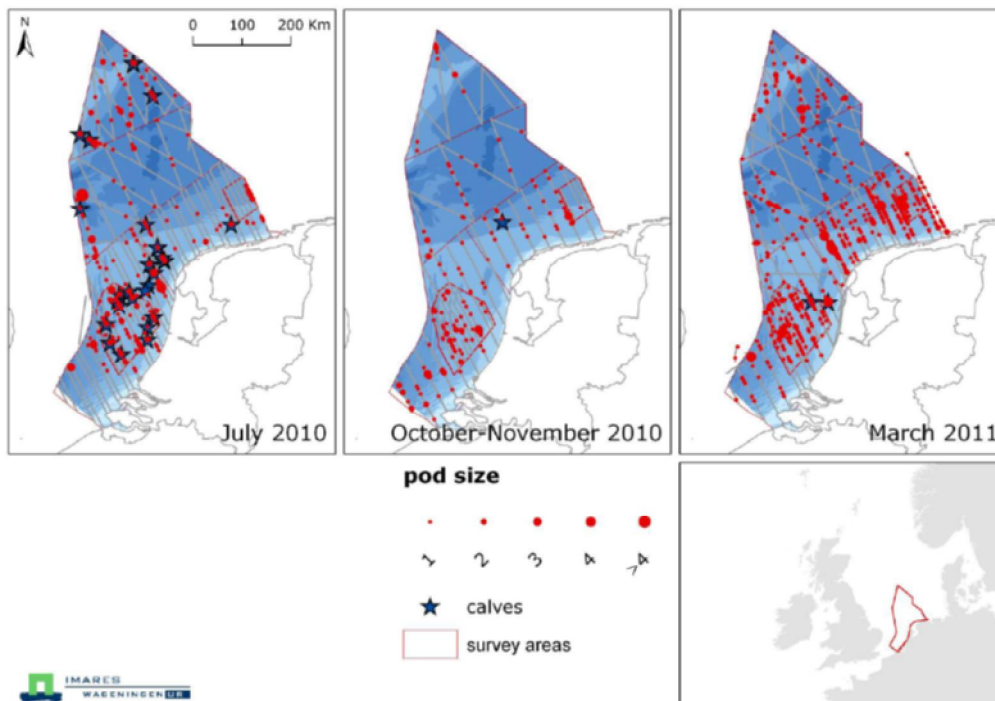 N
0 100 200 Km
July 2010
October-November 2010
March 2011
pod size
1 2 3 4 >4
calves
survey areas
IMARES
WAGENINGEN UR